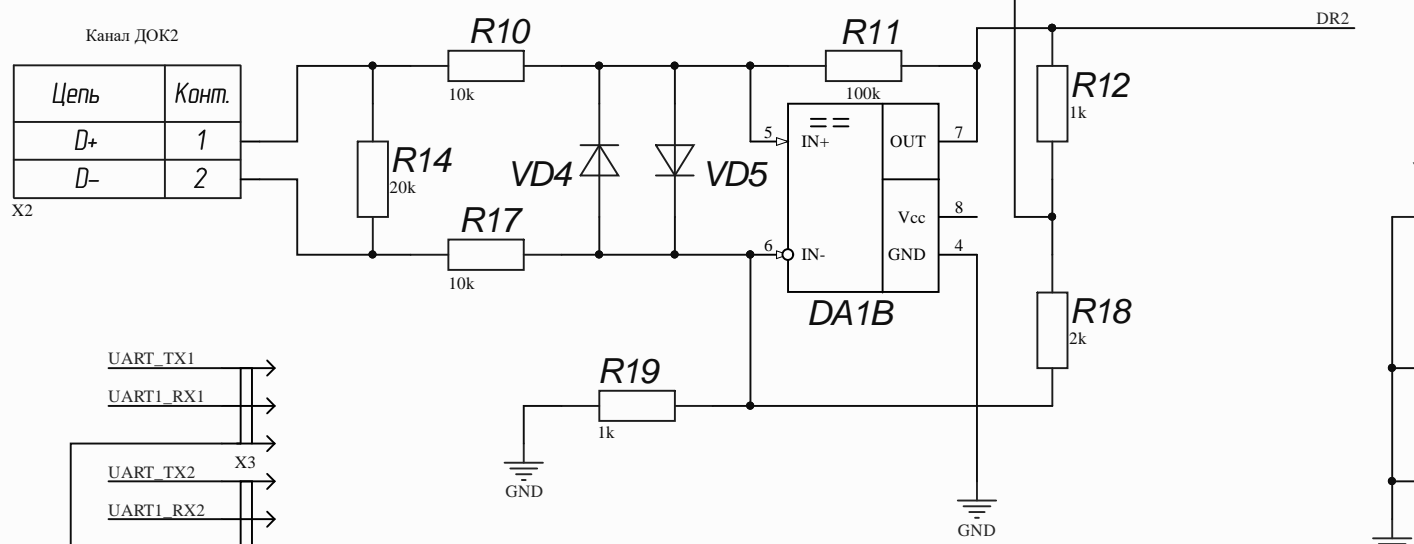 DR2
Канал ДОК2
R10
10k
R11
100k
R12
1k
Цепь Конт.
D+ 1
D- 2
X2
R14
20k
VD4
VD5
R17
10k
5 IN+
==
OUT 7
Vcc 8
6 IN-
GND 4
DA1B
R18
2k
R19
1k
GND
GND
UART_TX1
UART1_RX1
X3
UART_TX2
UART1_RX2